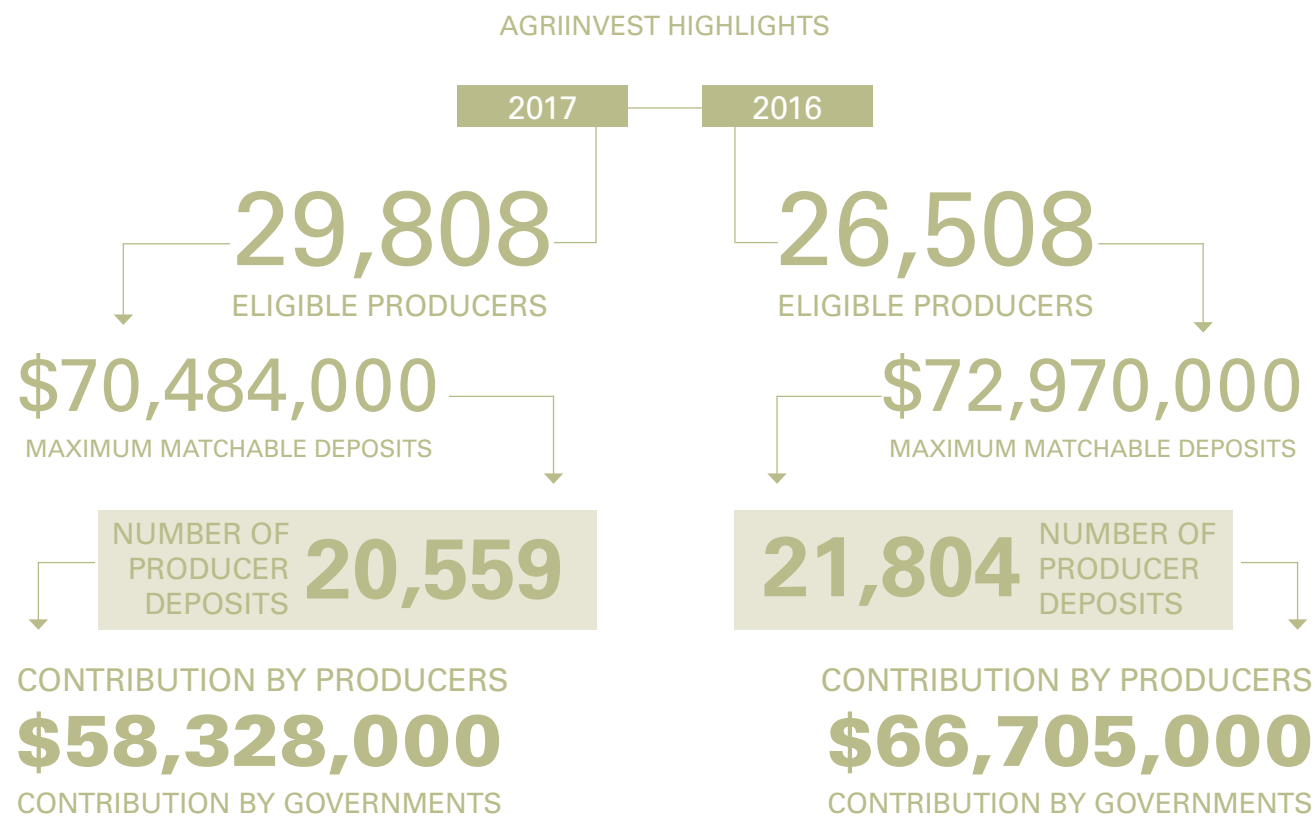 AGRIINVEST HIGHLIGHTS
2017
2016
29,808
ELIGIBLE PRODUCERS
26,508
ELIGIBLE PRODUCERS
$70,484,000
MAXIMUM MATCHABLE DEPOSITS
$72,970,000
MAXIMUM MATCHABLE DEPOSITS
NUMBER OF
PRODUCER
DEPOSITS
20,559
21,804
NUMBER OF
PRODUCER
DEPOSITS
CONTRIBUTION BY PRODUCERS
$58,328,000
CONTRIBUTION BY GOVERNMENTS
CONTRIBUTION BY PRODUCERS
$66,705,000
CONTRIBUTION BY GOVERNMENTS